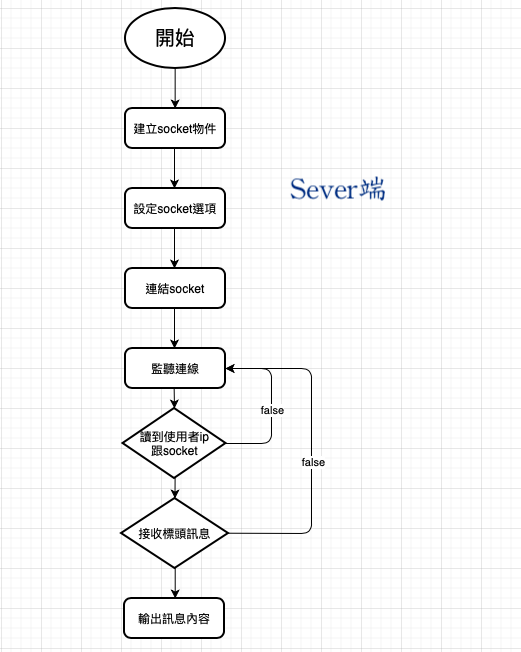 開始
建立socket物件
Sever端
設定socket選項
連結socket
監聽連線
false
讀到使用者ip
跟socket
false
接收標頭訊息
輸出訊息內容